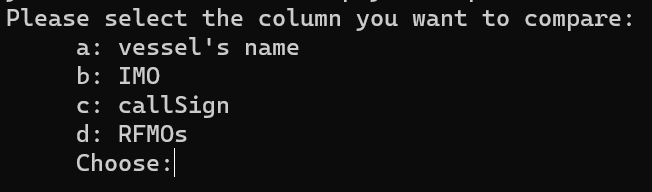 Please select the column you want to compare:
a: vessel's name
b: IMO
c: callSign
d: RFMOs
Choose: